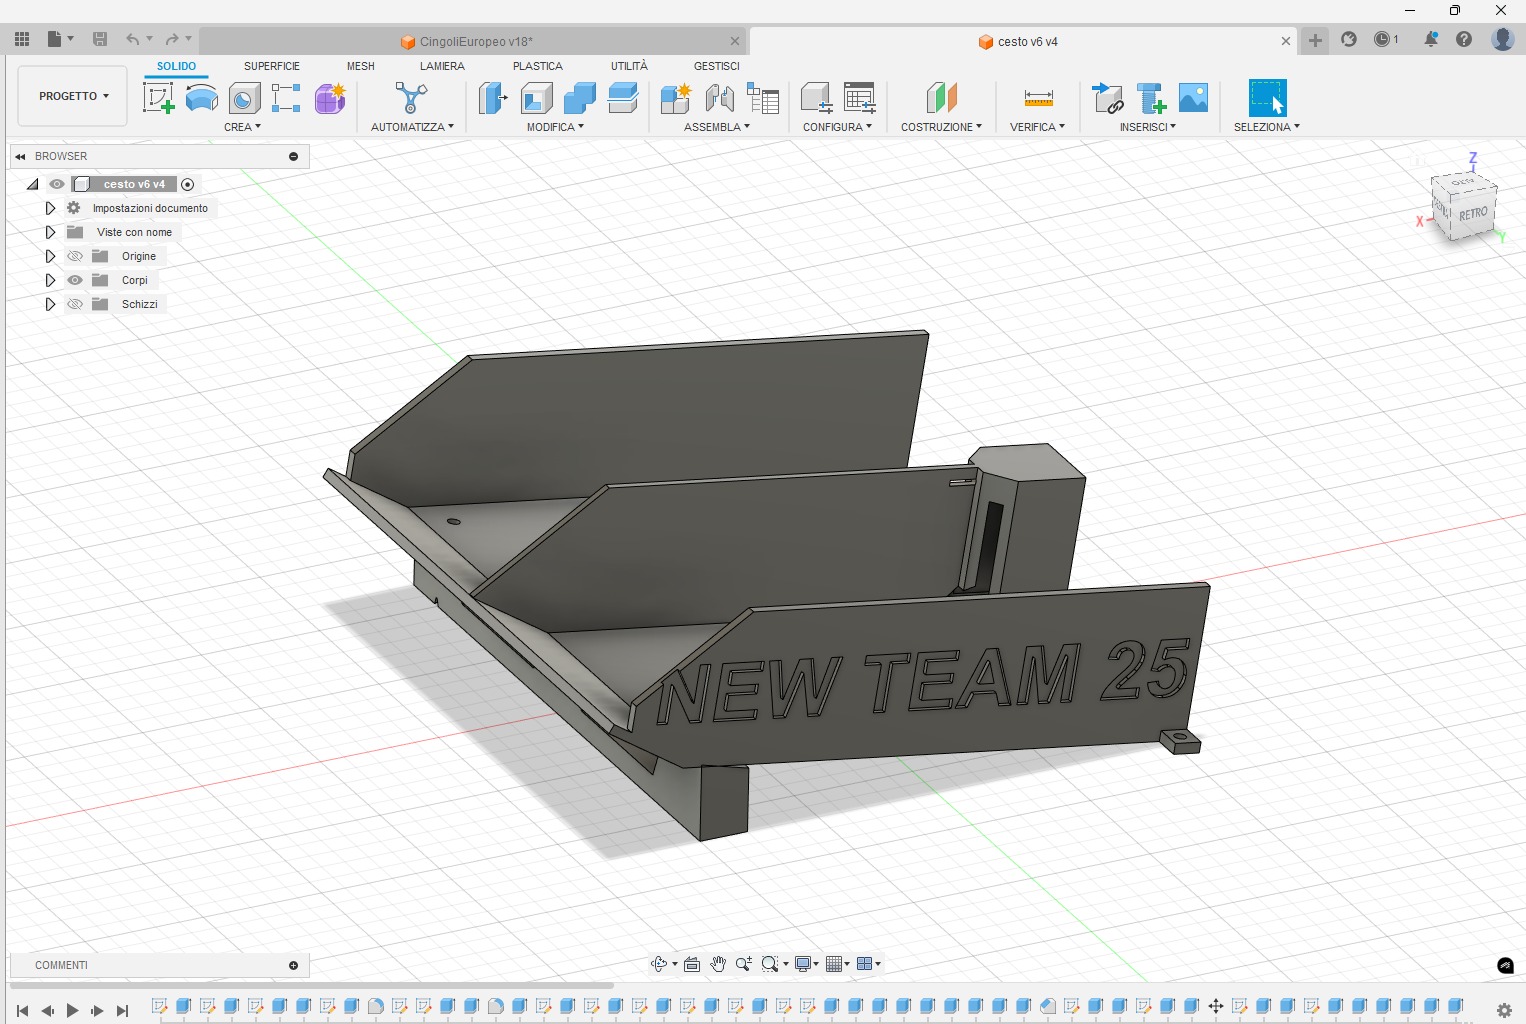 CingoliEuropeo v18*
cesto v6 v4
1
PROGETTO
SOLIDO
SUPERFICIE
MESH
LAMIERA
PLASTICA
UTILITÀ
GESTISCI
CREA
AUTOMATIZZA
MODIFICA
ASSEMBLA
CONFIGURA
COSTRUZIONE
VERIFICA
INSERISCI
SELEZIONA
BROWSER
cesto v6 v4
Impostazioni documento
Viste con nome
Origine
Corpi
Schizzi
Z
RETRO
X
Y
NEW TEAM 25
COMMENTI